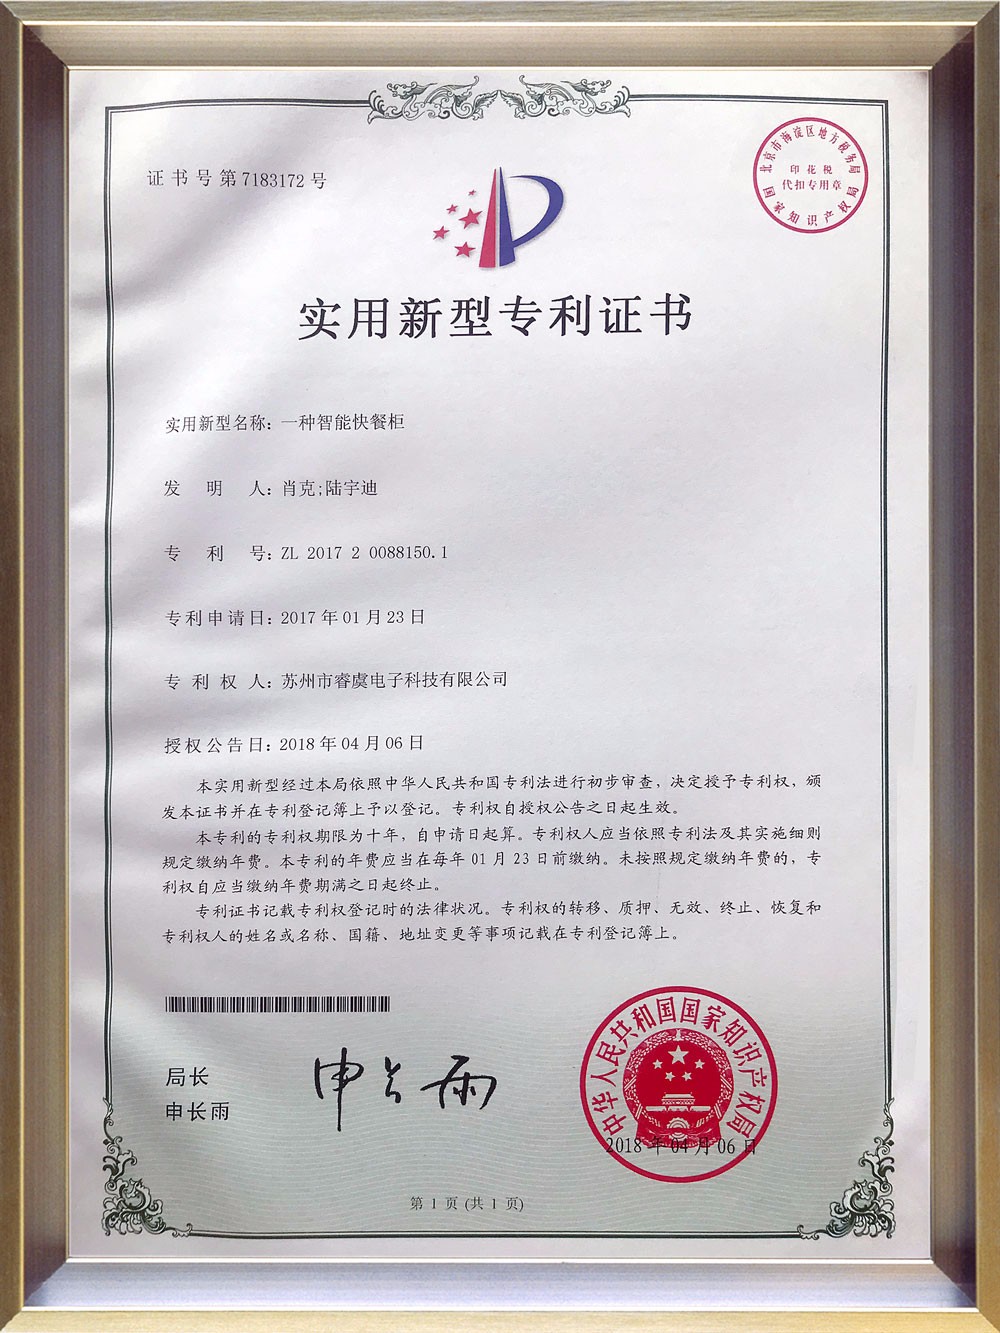 证书号第7183172号
北京市海淀区地方税务局
印花税
代扣专用章
国家知识产权局
实用新型专利证书
实用新型名称：一种智能快餐柜
发明人：肖克;陆宇迪
专利号：ZL 2017 2 0088150.1
专利申请日：2017年01月23日
专利权人：苏州市睿虞电子科技有限公司
授权公告日：2018年04月06日
本实用新型经过本局依照中华人民共和国专利法进行初步审查，决定授予专利权，颁
发本证书并在专利登记簿上予以登记。专利权自授权公告之日起生效。
本专利的专利权期限为十年，自申请日起算。专利权人应当依照专利法及其实施细则
规定缴纳年费。本专利的年费应当在每年01月23日前缴纳。未按照规定缴纳年费的，专
利权自应当缴纳年费期满之日起终止。
专利证书记载专利权登记时的法律状况。专利权的转移、质押、无效、终止、恢复和
专利权人的姓名或名称、国籍、地址变更等事项记载在专利登记簿上。
局长
申长雨
申长雨
中华人民共和国国家知识产权局
2018年04月06日
第1页(共1页)